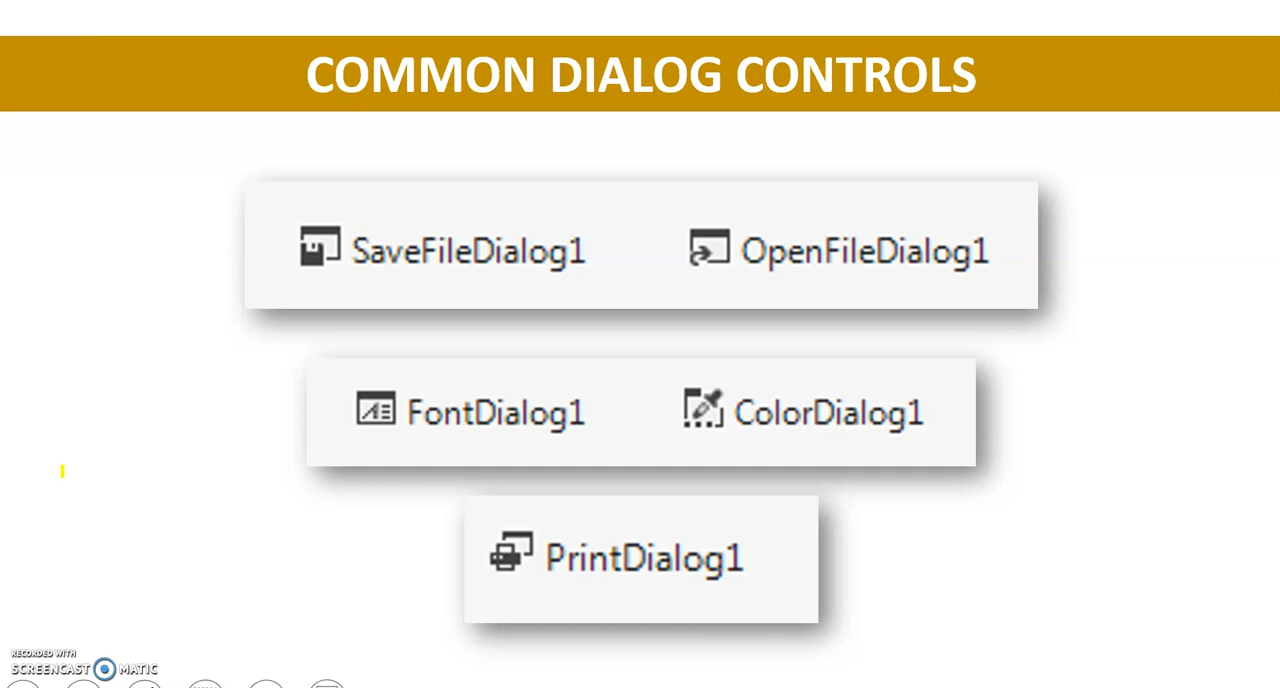 COMMON DIALOG CONTROLS
SaveFileDialog1 OpenFileDialog1
FontDialog1 ColorDialog1
PrintDialog1
RECORDED WITH
SCREENCAST MATIC